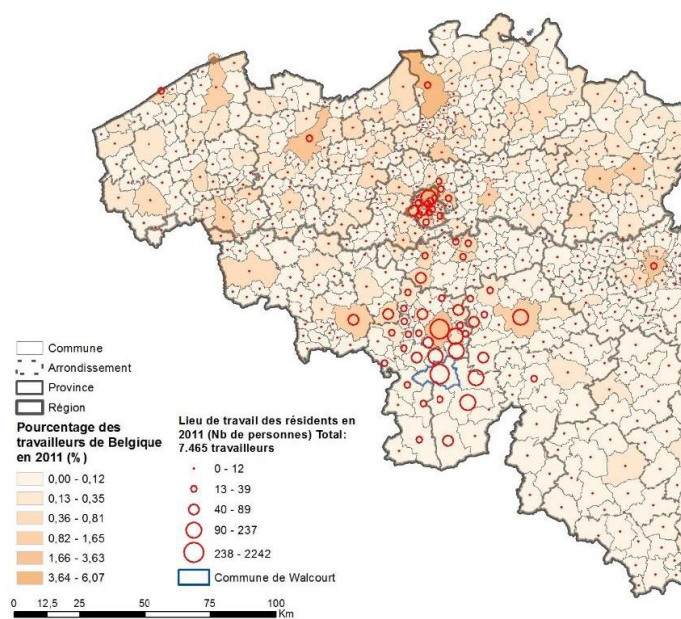 Commune
Arrondissement
Province
Région
Pourcentage des
travailleurs de Belgique
en 2011 (%)
0,00 - 0,12
0,13 - 0,35
0,36 - 0,81
0,82 - 1,65
1,66 - 3,63
3,64 - 6,07
Lieu de travail des résidents en
2011 (Nb de personnes) Total:
7.465 travailleurs
0 - 12
13 - 39
40 - 89
90 - 237
238 - 2242
Commune de Walcourt
0 12,5 25 50 75 100
Km